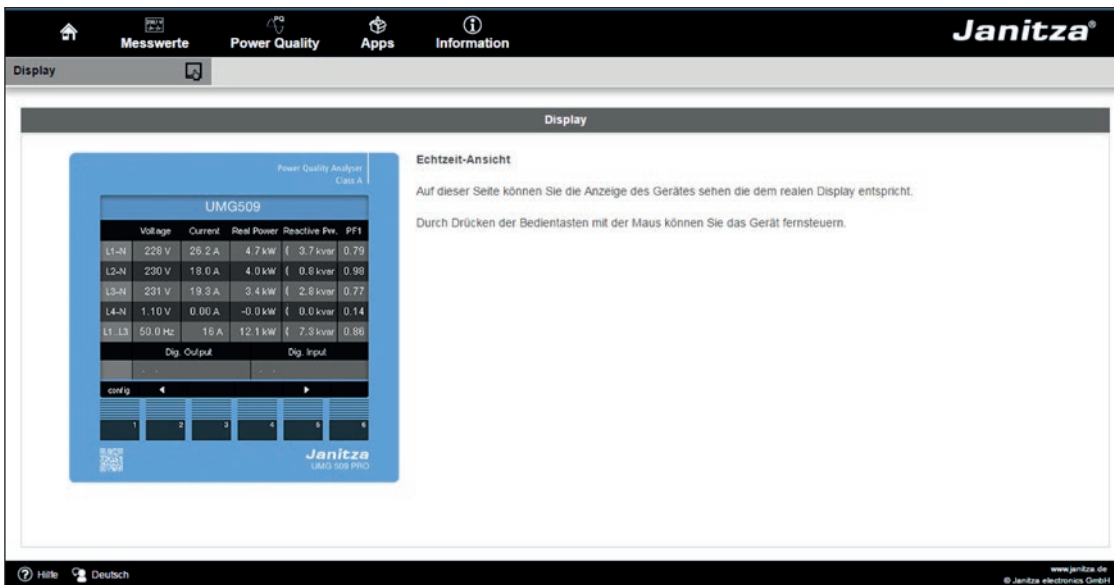 Messwerte Power Quality Apps Information Janitza®
Display
Display
Echtzeit-Ansicht
Auf dieser Seite können Sie die Anzeige des Gerätes sehen die dem realen Display entspricht.
Durch Drücken der Bedientasten mit der Maus können Sie das Gerät fernsteuern.
Power Quality Analyser
Class A
UMG509
Voltage Current Real Power Reactive Pw. PF1
L1-N 228 V 26.2 A 4.7 kW ( 3.7 kvar 0.79
L2-N 230 V 18.0 A 4.0 kW ( 0.8 kvar 0.98
L3-N 231 V 19.3 A 3.4 kW ( 2.8 kvar 0.77
L4-N 1.10 V 0.00 A -0.0 kW ( 0.0 kvar 0.14
L1..L3 50.0 Hz 16 A 12.1 kW ( 7.3 kvar 0.86
Dig. Output Dig. Input
config
1 2 3 4 5 6
Janitza
UMG 509 PRO
Hilfe Deutsch
www.janitza.de
© Janitza electronics GmbH